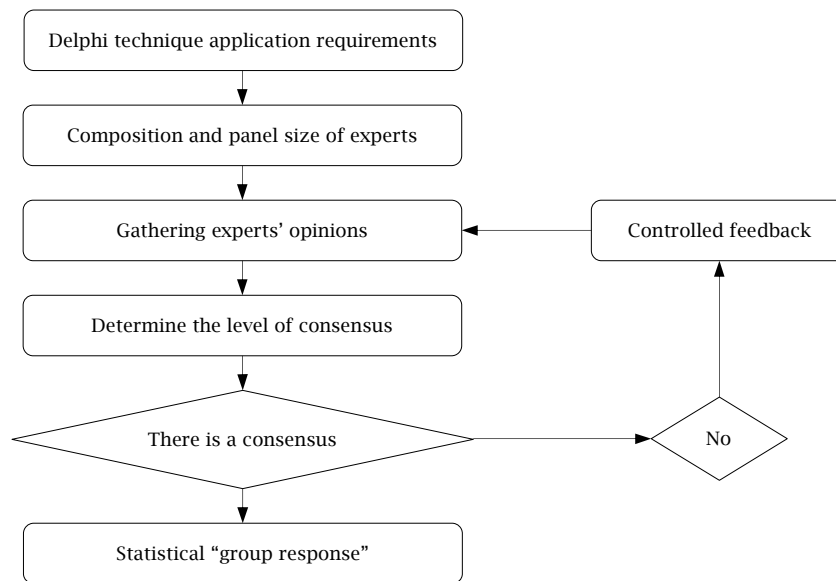 Delphi technique application requirements
Composition and panel size of experts
Gathering experts’ opinions
Controlled feedback
Determine the level of consensus
There is a consensus
No
Statistical “group response”